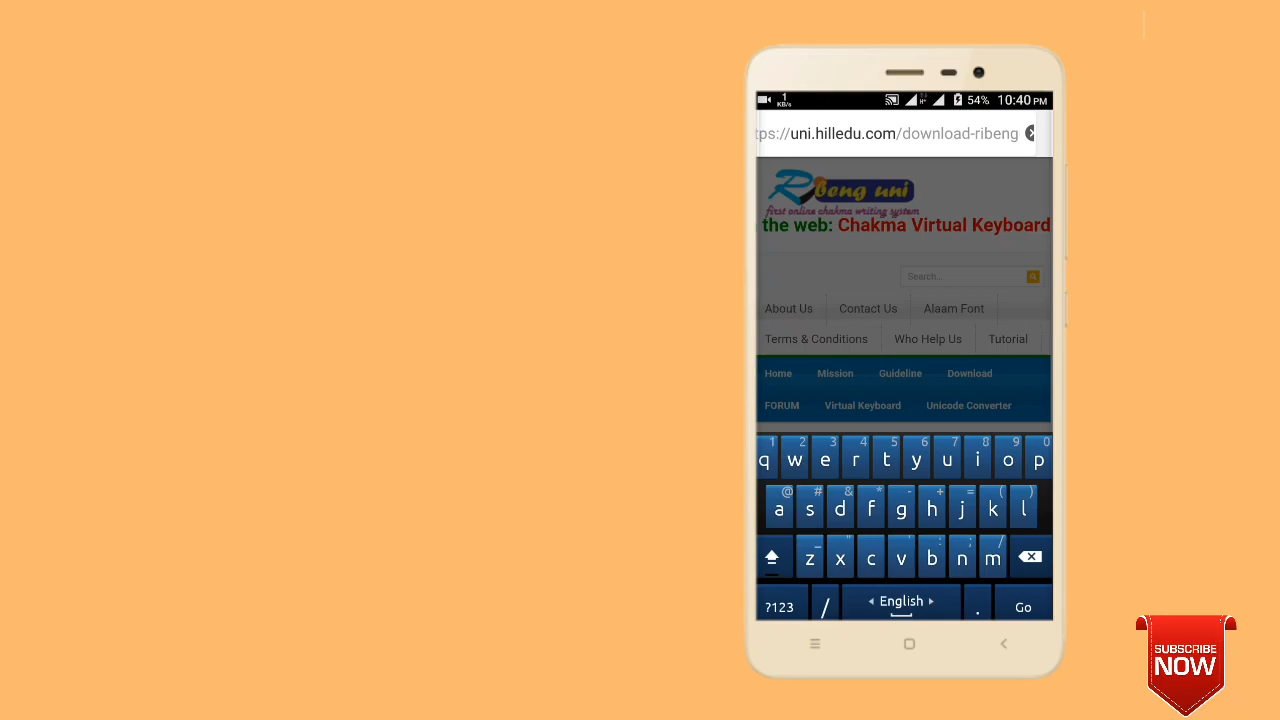 1
KB/s
H+
54% 10:40 PM
tps://uni.hilledu.com/download-ribeng
Ribeng uni
first online chakma writing system
the web: Chakma Virtual Keyboard
Search...
About Us Contact Us Alaam Font
Terms & Conditions Who Help Us Tutorial
Home Mission Guideline Download
FORUM Virtual Keyboard Unicode Converter
1 2 3 4 5 6 7 8 9 0
q w e r t y u i o p
@ # & * - + = ( )
a s d f g h j k l
_ " ' : ; /
z x c v b n m
?123 / English . Go
SUBSCRIBE
NOW